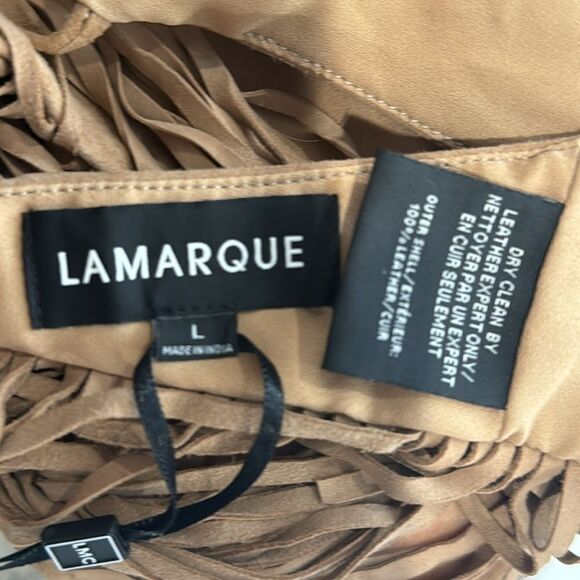 LAMARQUE
L
MADE IN INDIA
DRY CLEAN BY
LEATHER EXPERT ONLY/
NETTOYER PAR UN EXPERT
EN CUIR SEULEMENT
OUTER SHELL/EXTÉRIEUR:
100% LEATHER/CUIR
LMC